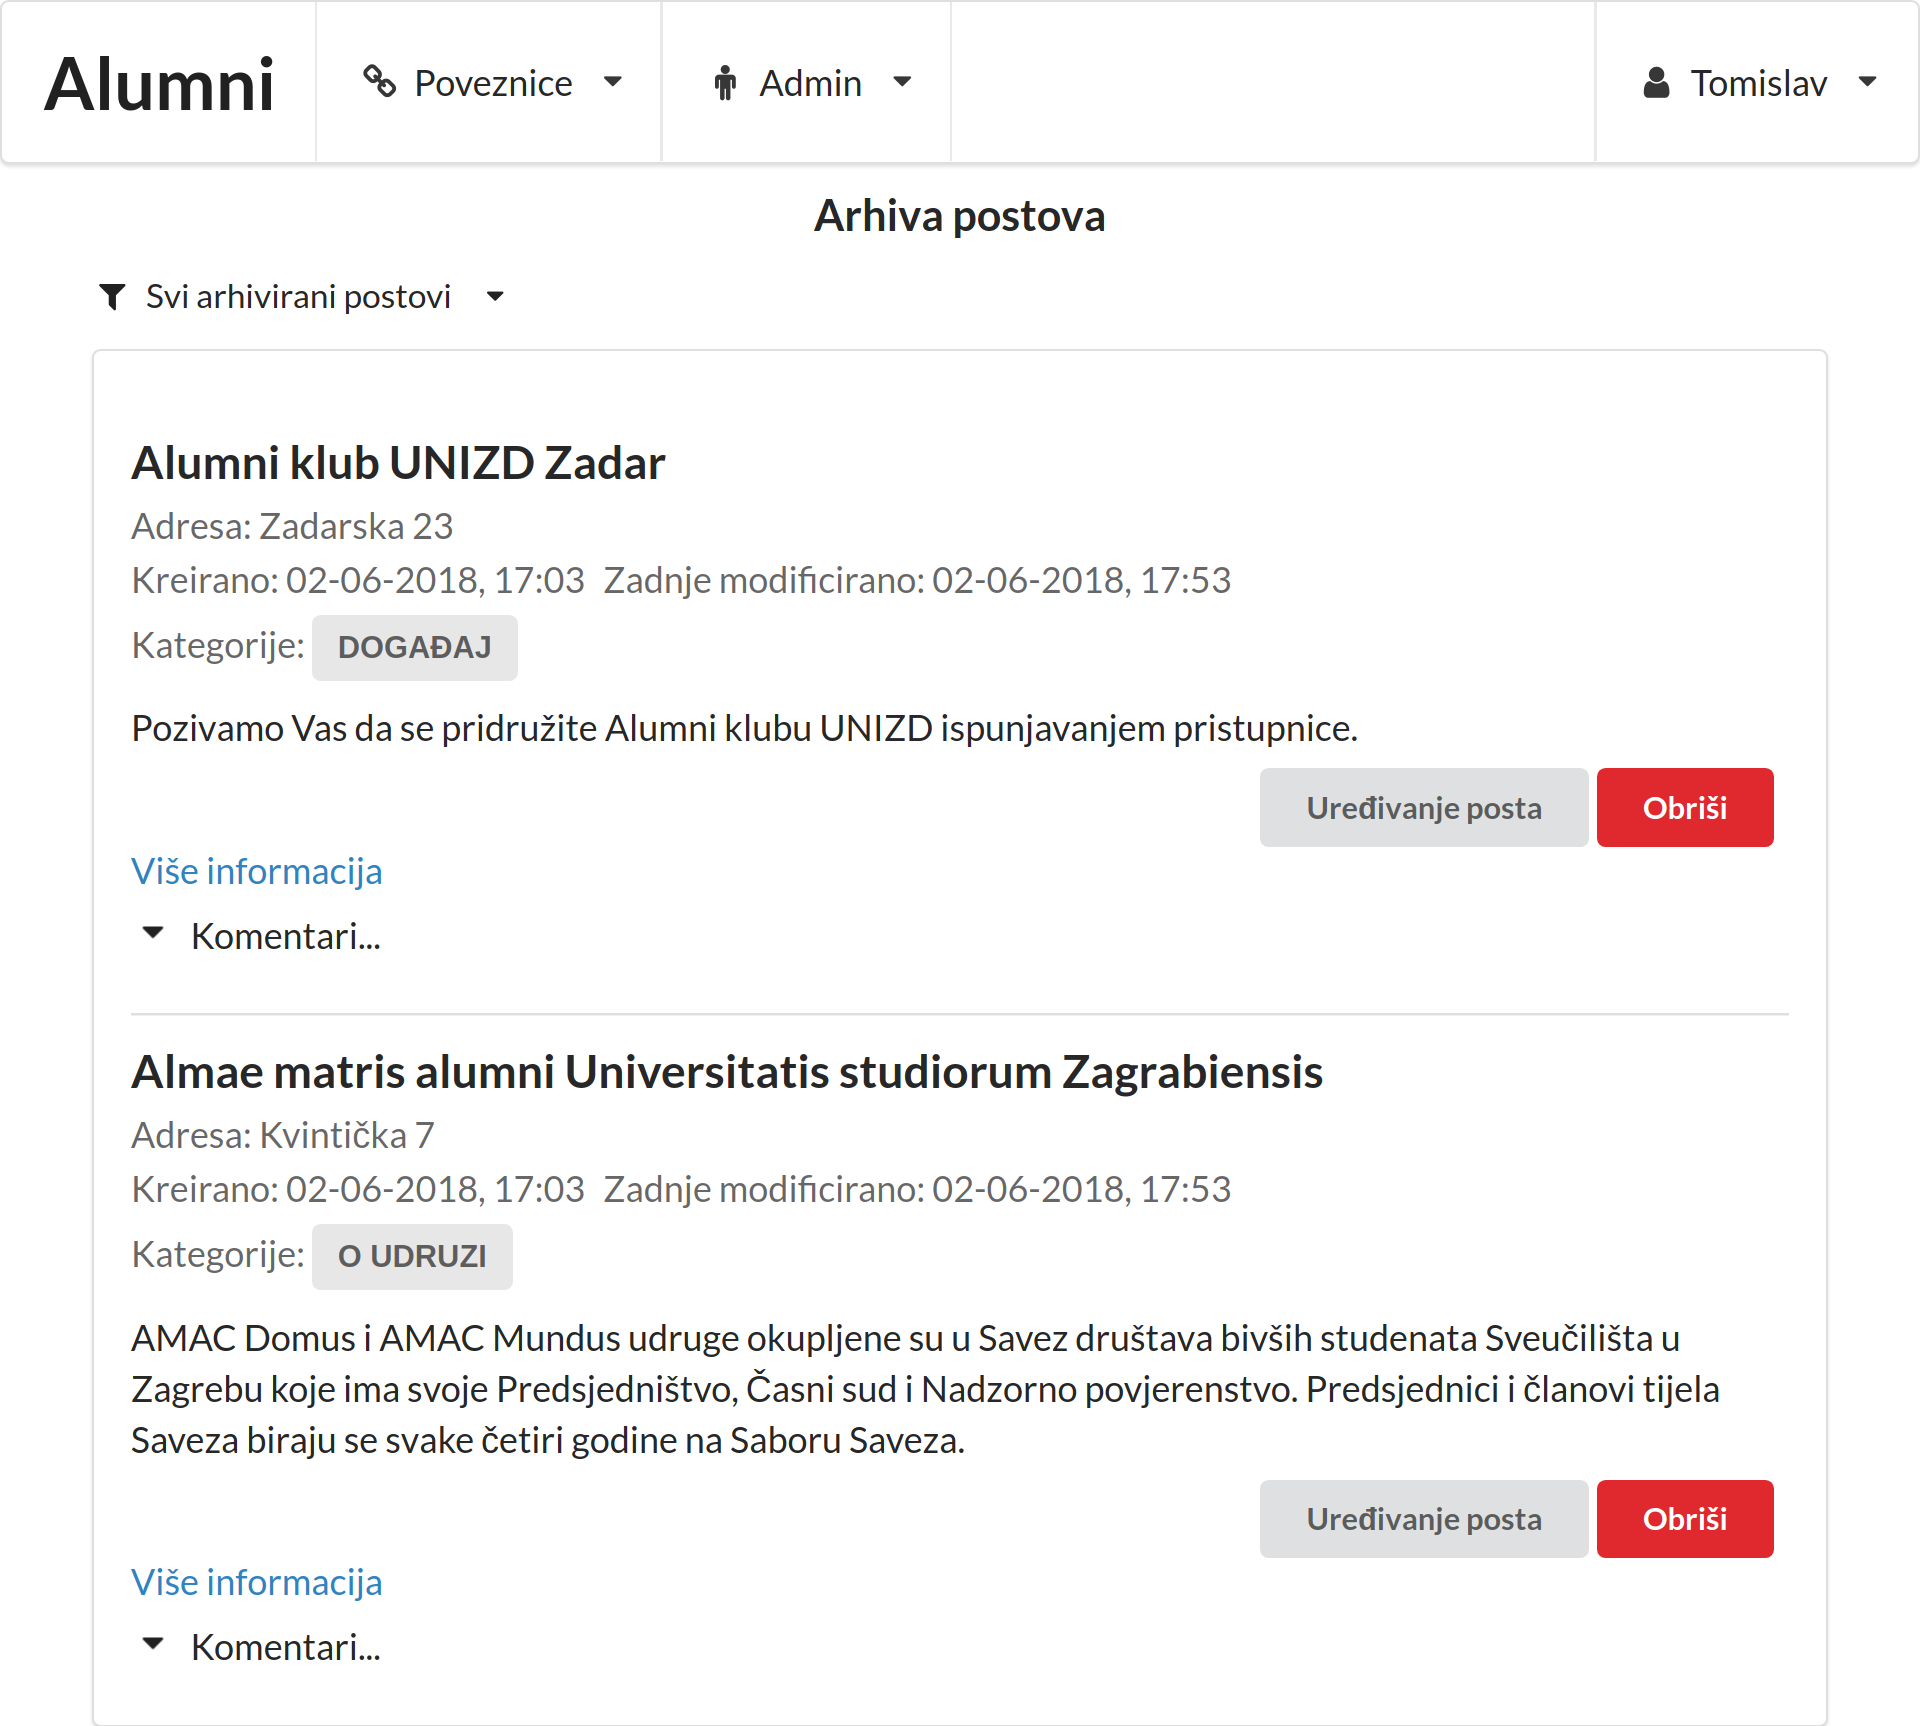 Alumni
Poveznice
Admin
Tomislav
Arhiva postova
Svi arhivirani postovi
Alumni klub UNIZD Zadar
Adresa: Zadarska 23
Kreirano: 02-06-2018, 17:03 Zadnje modificirano: 02-06-2018, 17:53
Kategorije: DOGAĐAJ
Pozivamo Vas da se pridružite Alumni klubu UNIZD ispunjavanjem pristupnice.
Uređivanje posta Obriši
Više informacija
Komentari...
Almae matris alumni Universitatis studiorum Zagrabiensis
Adresa: Kvintička 7
Kreirano: 02-06-2018, 17:03 Zadnje modificirano: 02-06-2018, 17:53
Kategorije: O UDRUZI
AMAC Domus i AMAC Mundus udruge okupljene su u Savez društava bivših studenata Sveučilišta u
Zagrebu koje ima svoje Predsjedništvo, Časni sud i Nadzorno povjerenstvo. Predsjednici i članovi tijela
Saveza biraju se svake četiri godine na Saboru Saveza.
Uređivanje posta Obriši
Više informacija
Komentari...